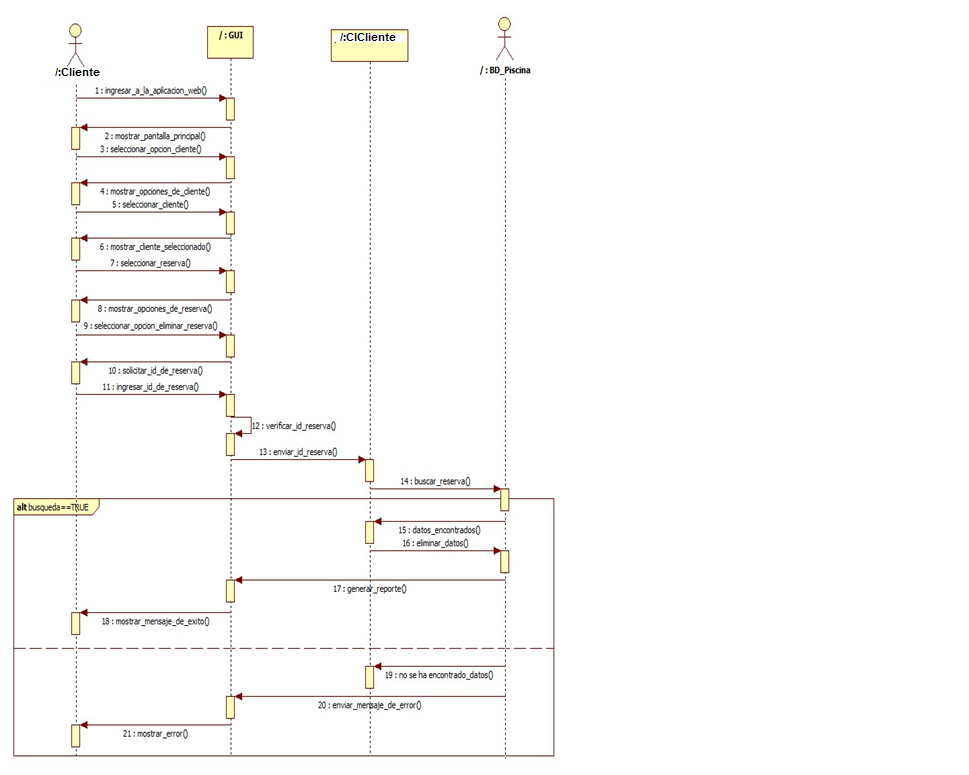 / : GUI
/:ClCliente
/:Cliente
/ : BD_Piscina
1 : ingresar_a_la_aplicacion_web()
2 : mostrar_pantalla_principal()
3 : seleccionar_opcion_cliente()
4 : mostrar_opciones_de_cliente()
5 : seleccionar_cliente()
6 : mostrar_cliente_seleccionado()
7 : seleccionar_reserva()
8 : mostrar_opciones_de_reserva()
9 : seleccionar_opcion_eliminar_reserva()
10 : solicitar_id_de_reserva()
11 : ingresar_id_de_reserva()
12 : verificar_id_reserva()
13 : enviar_id_reserva()
14 : buscar_reserva()
alt busqueda==TRUE
15 : datos_encontrados()
16 : eliminar_datos()
17 : generar_reporte()
18 : mostrar_mensaje_de_exito()
19 : no se ha encontrado_datos()
20 : enviar_mensaje_de_error()
21 : mostrar_error()